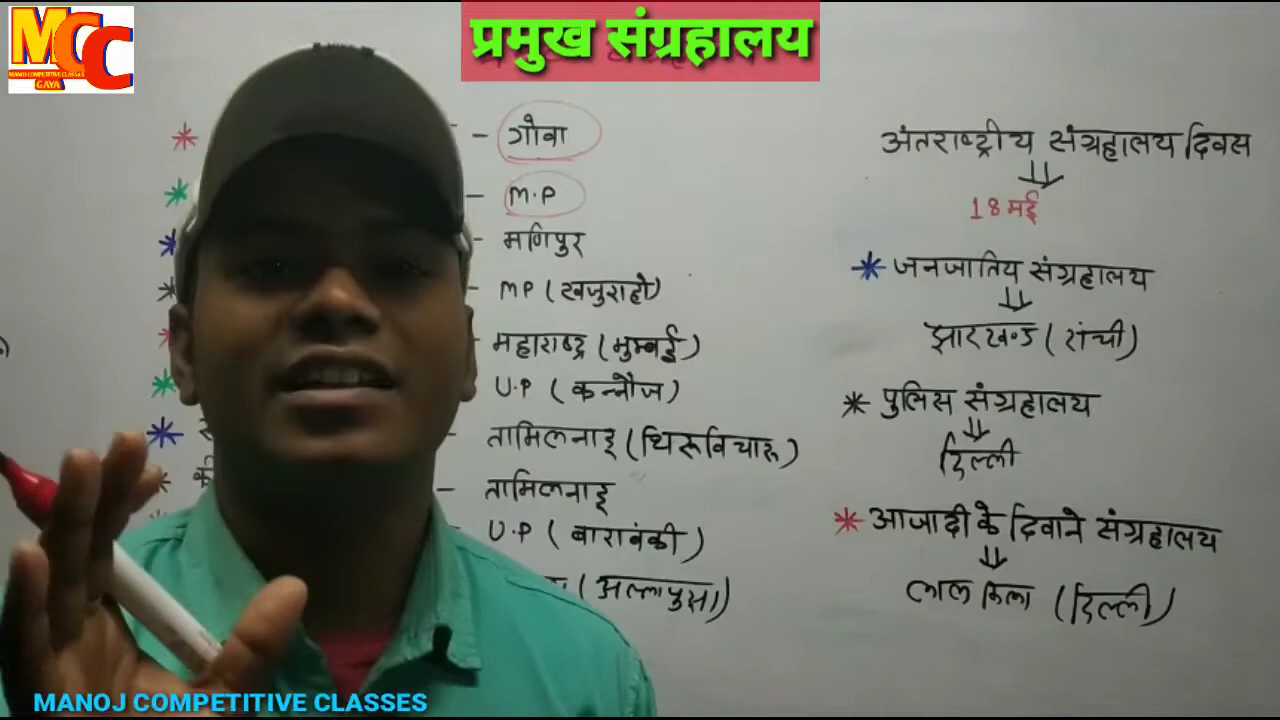 MCC
MANOJ COMPETITIVE CLASSES
GAYA
प्रमुख संग्रहालय
- गोवा
- M.P
- मणिपुर
- MP (खजुराहो)
- महाराष्ट्र (मुम्बई)
U.P (कन्नौज)
- तामिलनाडू (थिरूविचारू)
- तामिलनाडू
U.P (बाराबंकी)
(अल्लापुसा)
अंतराष्ट्रीय संग्रहालय दिवस
18 मई
जनजातिय संग्रहालय
झारखण्ड (रांची)
पुलिस संग्रहालय
दिल्ली
आजादी के दिवाने संग्रहालय
लाल किला (दिल्ली)
MANOJ COMPETITIVE CLASSES